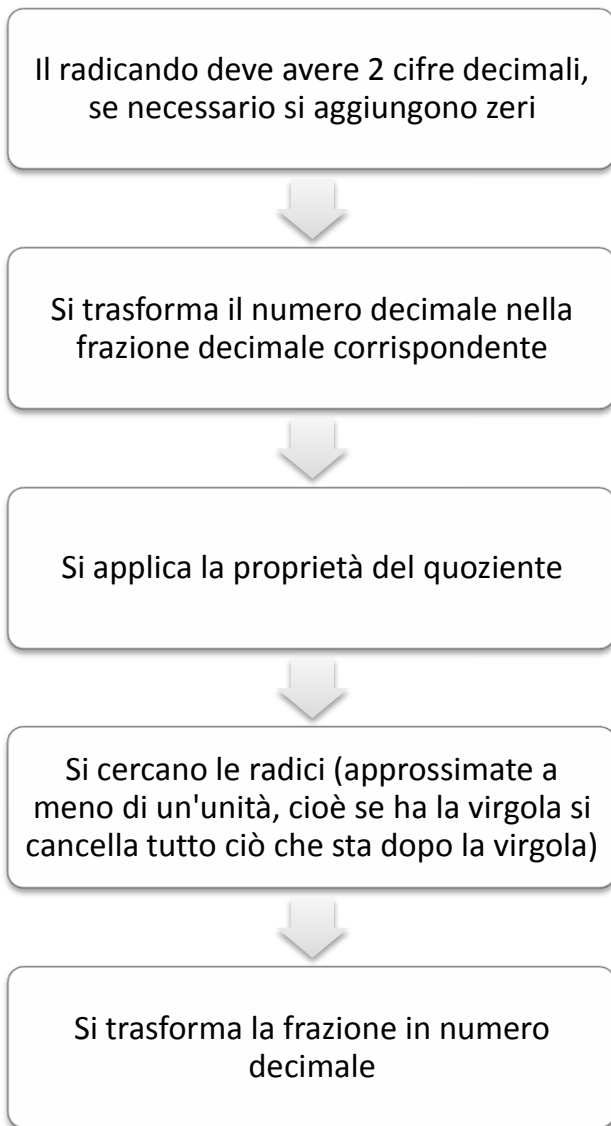 Il radicando deve avere 2 cifre decimali,
se necessario si aggiungono zeri
Si trasforma il numero decimale nella
frazione decimale corrispondente
Si applica la proprietà del quoziente
Si cercano le radici (approssimate a
meno di un'unità, cioè se ha la virgola si
cancella tutto ciò che sta dopo la virgola)
Si trasforma la frazione in numero
decimale